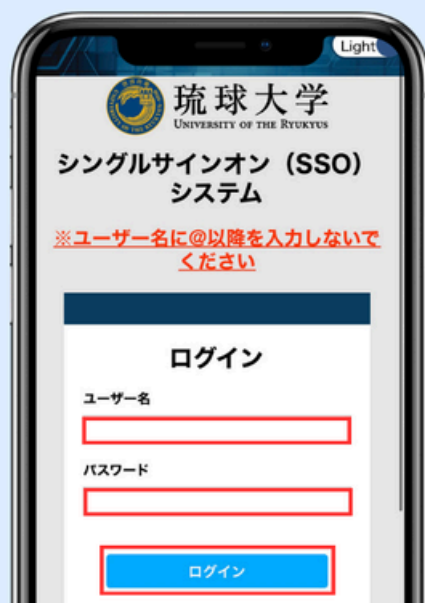 Light
琉球大学
UNIVERSITY OF THE RYUKYUS
シングルサインオン（SSO）
システム
※ユーザー名に@以降を入力しないで
ください
ログイン
ユーザー名
パスワード
ログイン